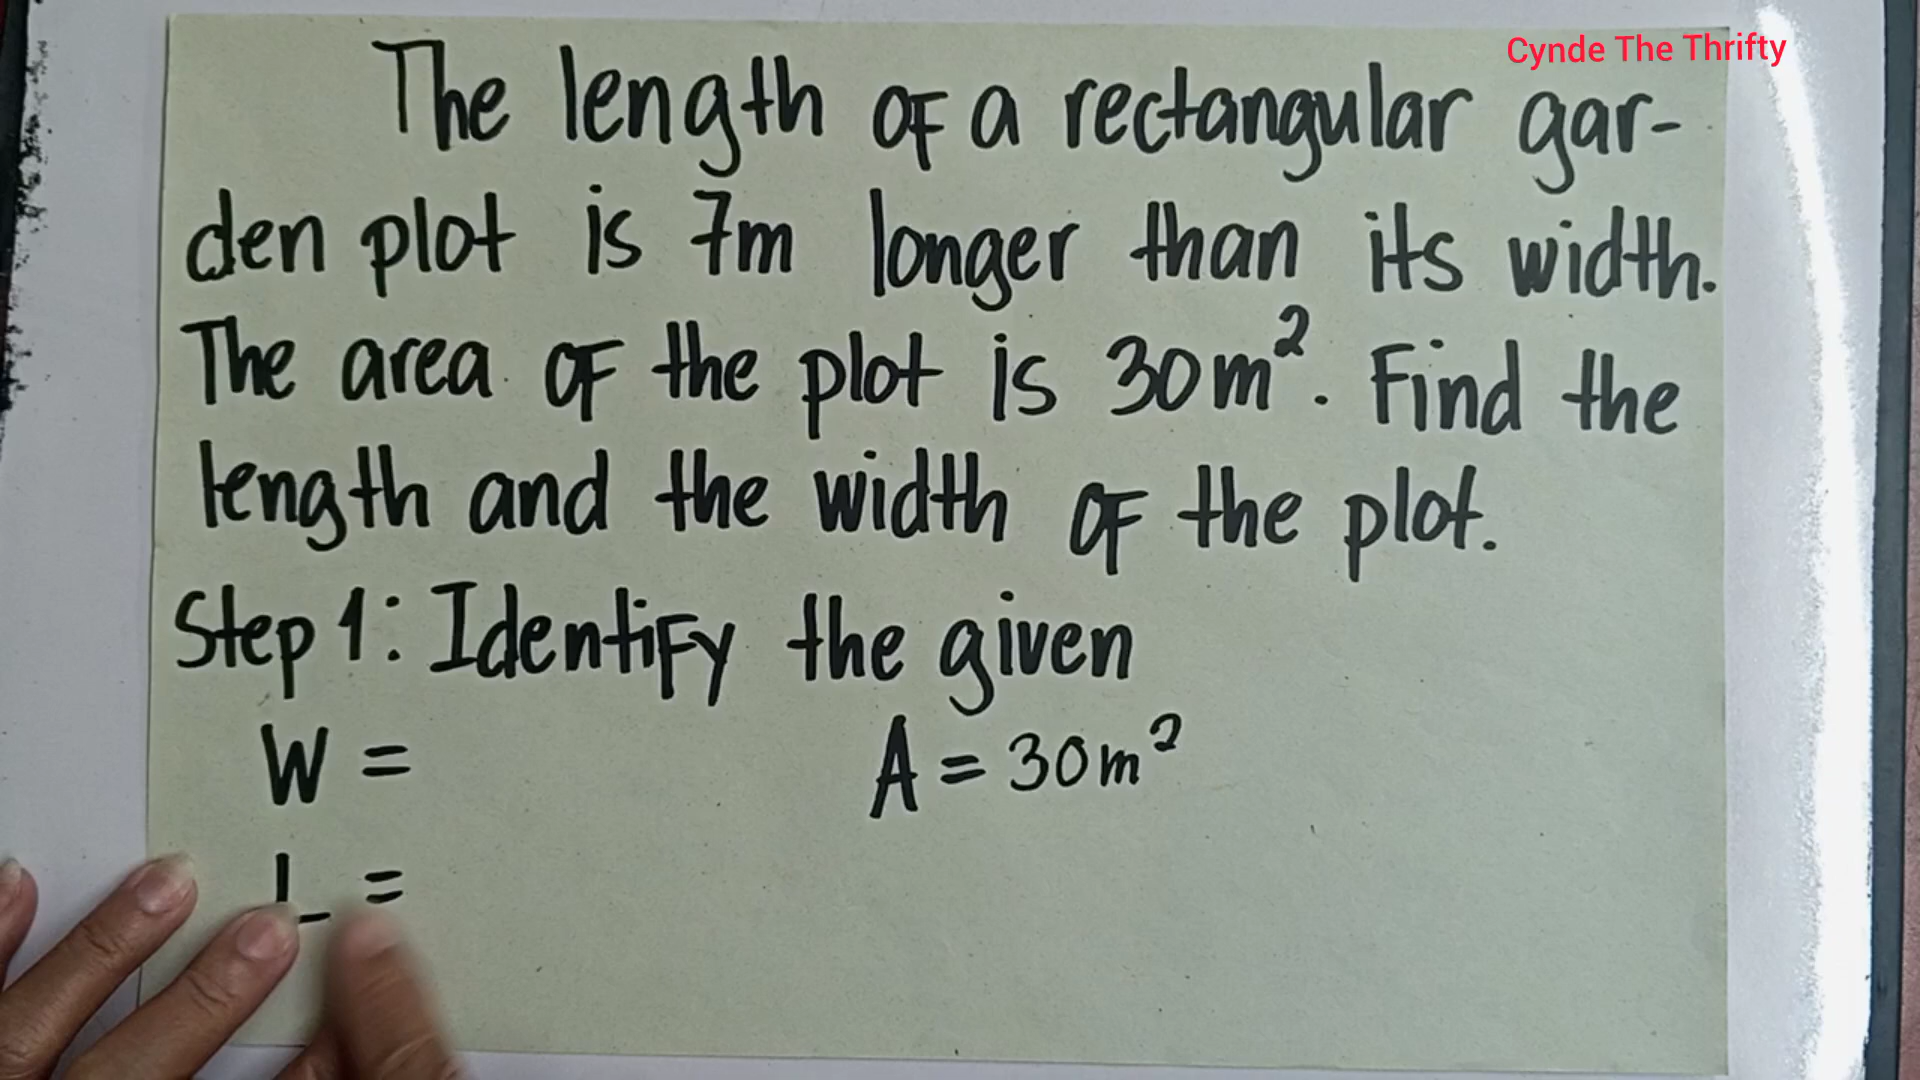 Cynde The Thrifty
The length of a rectangular gar-
den plot is 7m longer than its width.
The area of the plot is 30m². Find the
length and the width of the plot.
Step 1: Identify the given
W = A = 30m²
L =